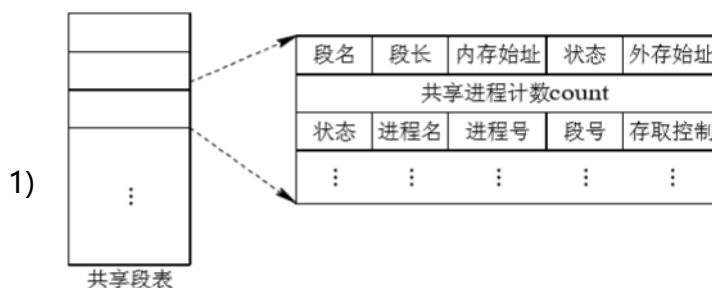 段名 段长 内存始址 状态 外存始址
共享进程计数count
状态 进程名 进程号 段号 存取控制
⋮ ⋮ ⋮ ⋮ ⋮
1) ⋮
共享段表